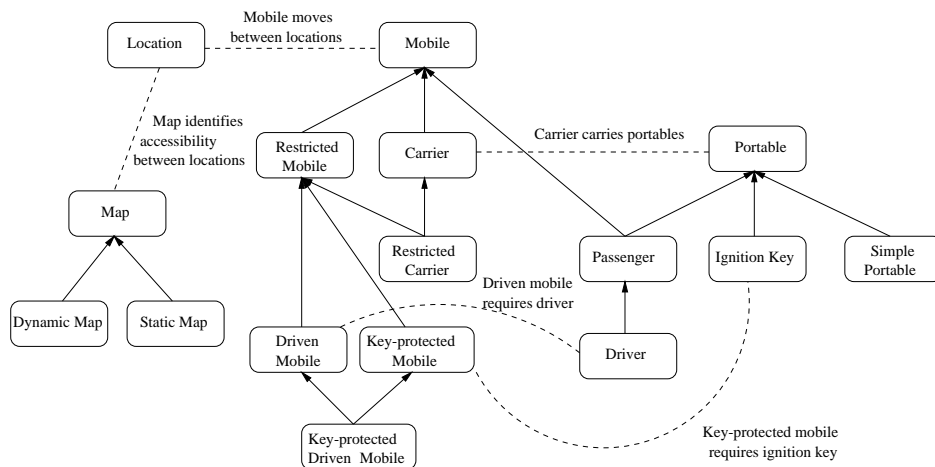 Mobile moves
between locations
Location
Mobile
Map identifies
accessibility
between locations
Restricted
Mobile
Carrier
Carrier carries portables
Portable
Map
Restricted
Carrier
Passenger
Ignition Key
Simple
Portable
Driven mobile
requires driver
Dynamic Map
Static Map
Driven
Mobile
Key-protected
Mobile
Driver
Key-protected
Driven Mobile
Key-protected mobile
requires ignition key